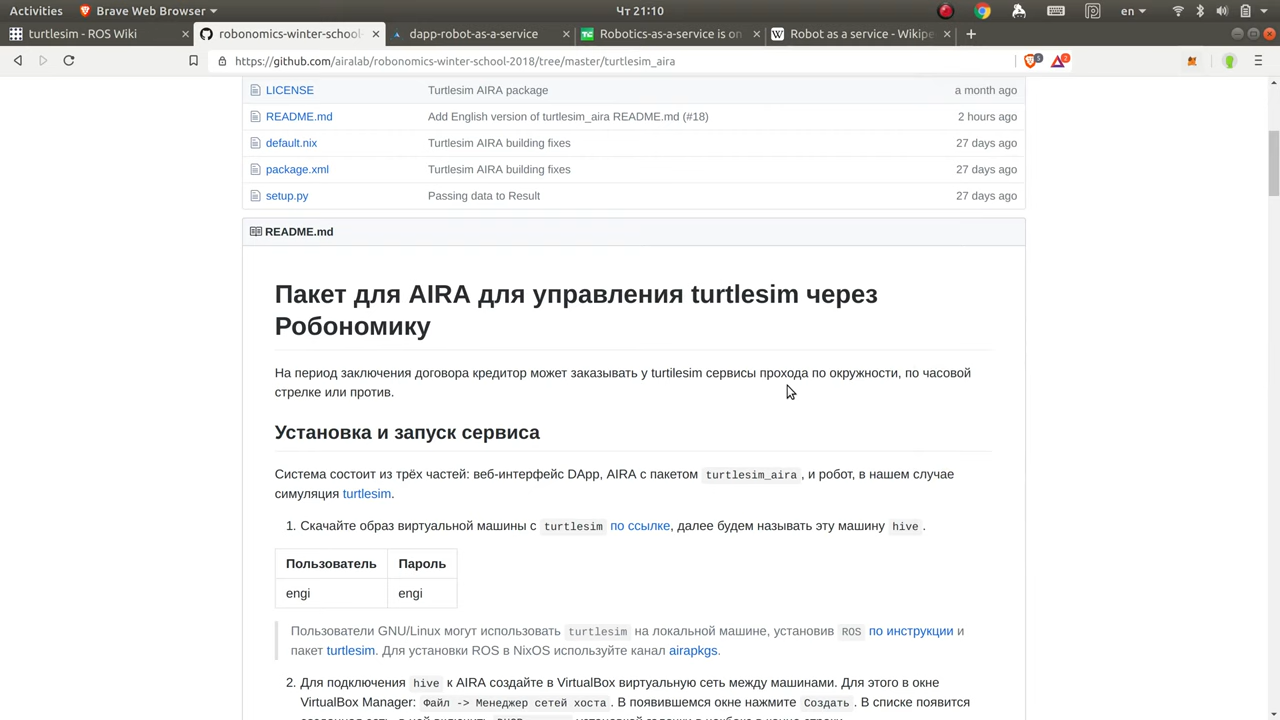 Activities Brave Web Browser Чт 21:10 en
turtlesim - ROS Wiki × robonomics-winter-school- × dapp-robot-as-a-service × Robotics-as-a-service is on × Robot as a service - Wikipe ×
https://github.com/airalab/robonomics-winter-school-2018/tree/master/turtlesim_aira
LICENSE Turtlesim AIRA package a month ago
README.md Add English version of turtlesim_aira README.md (#18) 2 hours ago
default.nix Turtlesim AIRA building fixes 27 days ago
package.xml Turtlesim AIRA building fixes 27 days ago
setup.py Passing data to Result 27 days ago
README.md
Пакет для AIRA для управления turtlesim через
Робономику
На период заключения договора кредитор может заказывать у turtilesim сервисы прохода по окружности, по часовой
стрелке или против.
Установка и запуск сервиса
Система состоит из трёх частей: веб-интерфейс DApp, AIRA с пакетом turtlesim_aira, и робот, в нашем случае
симуляция turtlesim.
1. Скачайте образ виртуальной машины с turtlesim по ссылке, далее будем называть эту машину hive.
Пользователь Пароль
engi engi
Пользователи GNU/Linux могут использовать turtlesim на локальной машине, установив ROS по инструкции и
пакет turtlesim. Для установки ROS в NixOS используйте канал airapkgs.
2. Для подключения hive к AIRA создайте в VirtualBox виртуальную сеть между машинами. Для этого в окне
VirtualBox Manager: Файл -> Менеджер сетей хоста. В появившемся окне нажмите Создать. В списке появится